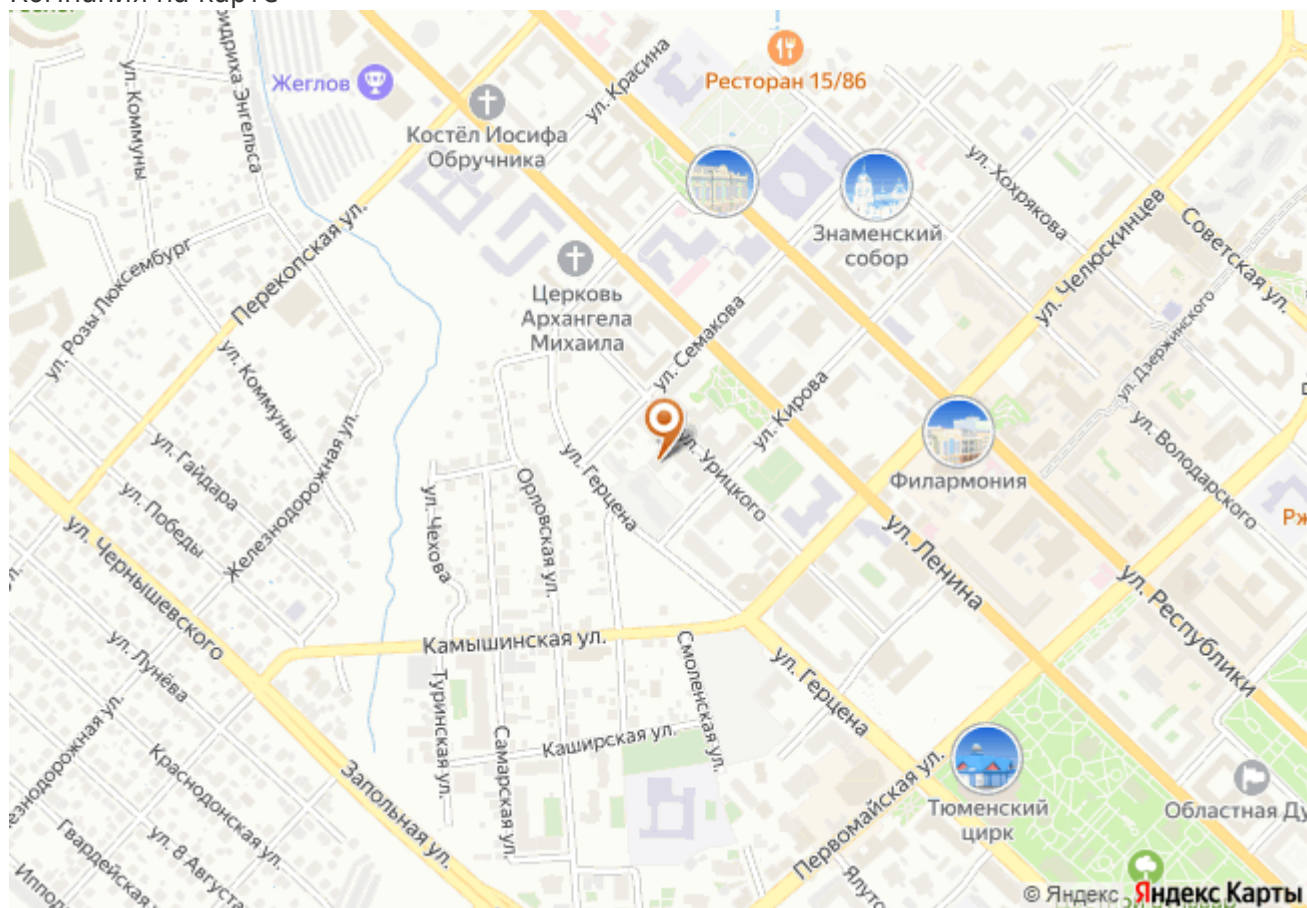 Компания на карте
Жеглов
Ресторан 15/86
ул. Красина
Костёл Иосифа
Обручника
ул. Коммуны
Фридриха Энгельса
ул. Хохрякова
Знаменский
собор
ул. Челюскинцев
Советская ул.
Перекопская ул.
ул. Розы Люксембург
Церковь
Архангела
Михаила
ул. Семакова
ул. Дзержинского
ул. Коммуны
ул. Кирова
ул. Володарского
ул. Урицкого
Филармония
ул. Гайдара
ул. Победы
Железнодорожная ул.
ул. Герцена
Орловская ул.
ул. Чехова
ул. Ленина
ул. Республики
ул. Чернышевского
Камышинская ул.
ул. Лунёва
Туринская ул.
Смоленская ул.
ул. Герцена
Каширская ул.
Самарская ул.
Железнодорожная ул.
Краснодонская ул.
Запольная ул.
Первомайская ул.
Тюменский
цирк
Областная Ду
Гвардейская ул.
ул. 8 Августа
Иппод
Ялуто
© Яндекс Яндекс Карты